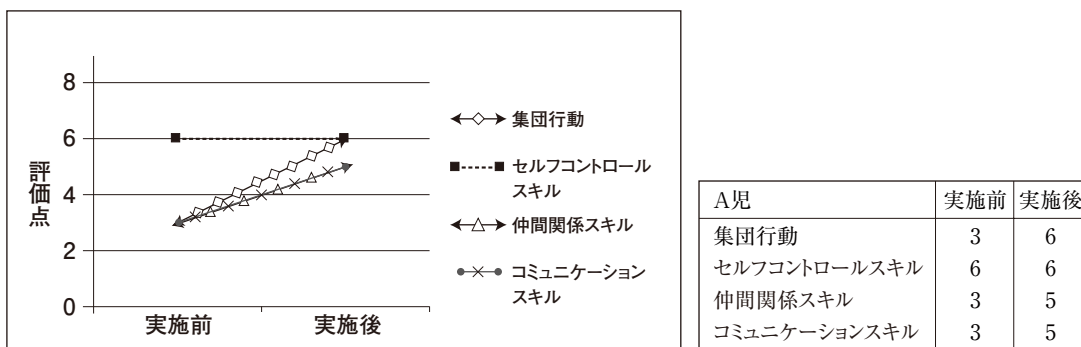 評価点
8
6
4
2
0
実施前
実施後
集団行動
セルフコントロール
スキル
仲間関係スキル
コミュニケーション
スキル
A児 実施前 実施後
集団行動 3 6
セルフコントロールスキル 6 6
仲間関係スキル 3 5
コミュニケーションスキル 3 5